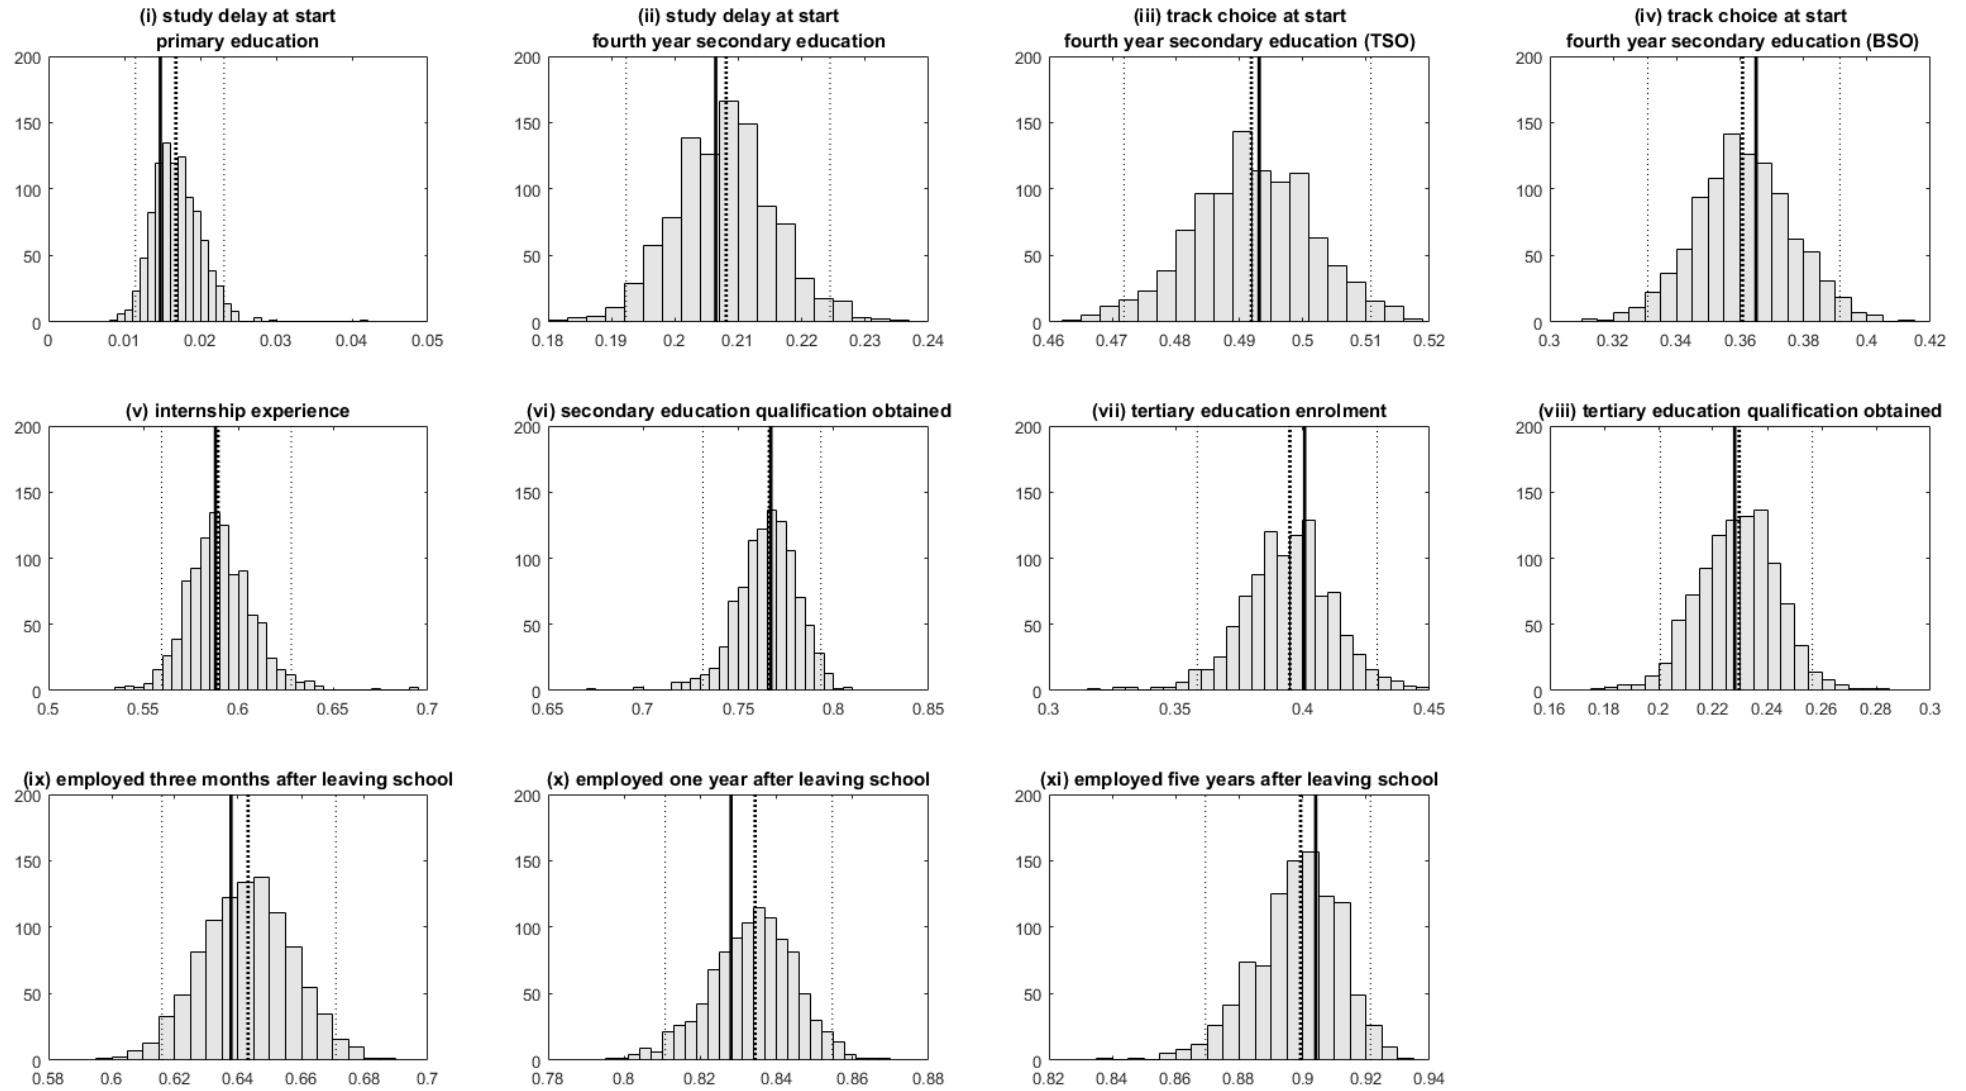 (i) study delay at start
primary education
200
150
100
50
0
0 0.01 0.02 0.03 0.04 0.05
(ii) study delay at start
fourth year secondary education
200
150
100
50
0
0.18 0.19 0.2 0.21 0.22 0.23 0.24
(iii) track choice at start
fourth year secondary education (TSO)
200
150
100
50
0
0.46 0.47 0.48 0.49 0.5 0.51 0.52
(iv) track choice at start
fourth year secondary education (BSO)
200
150
100
50
0
0.3 0.32 0.34 0.36 0.38 0.4 0.42
(v) internship experience
200
150
100
50
0
0.5 0.55 0.6 0.65 0.7
(vi) secondary education qualification obtained
200
150
100
50
0
0.65 0.7 0.75 0.8 0.85
(vii) tertiary education enrolment
200
150
100
50
0
0.3 0.35 0.4 0.45
(viii) tertiary education qualification obtained
200
150
100
50
0
0.16 0.18 0.2 0.22 0.24 0.26 0.28 0.3
(ix) employed three months after leaving school
200
150
100
50
0
0.58 0.6 0.62 0.64 0.66 0.68 0.7
(x) employed one year after leaving school
200
150
100
50
0
0.78 0.8 0.82 0.84 0.86 0.88
(xi) employed five years after leaving school
200
150
100
50
0
0.82 0.84 0.86 0.88 0.9 0.92 0.94